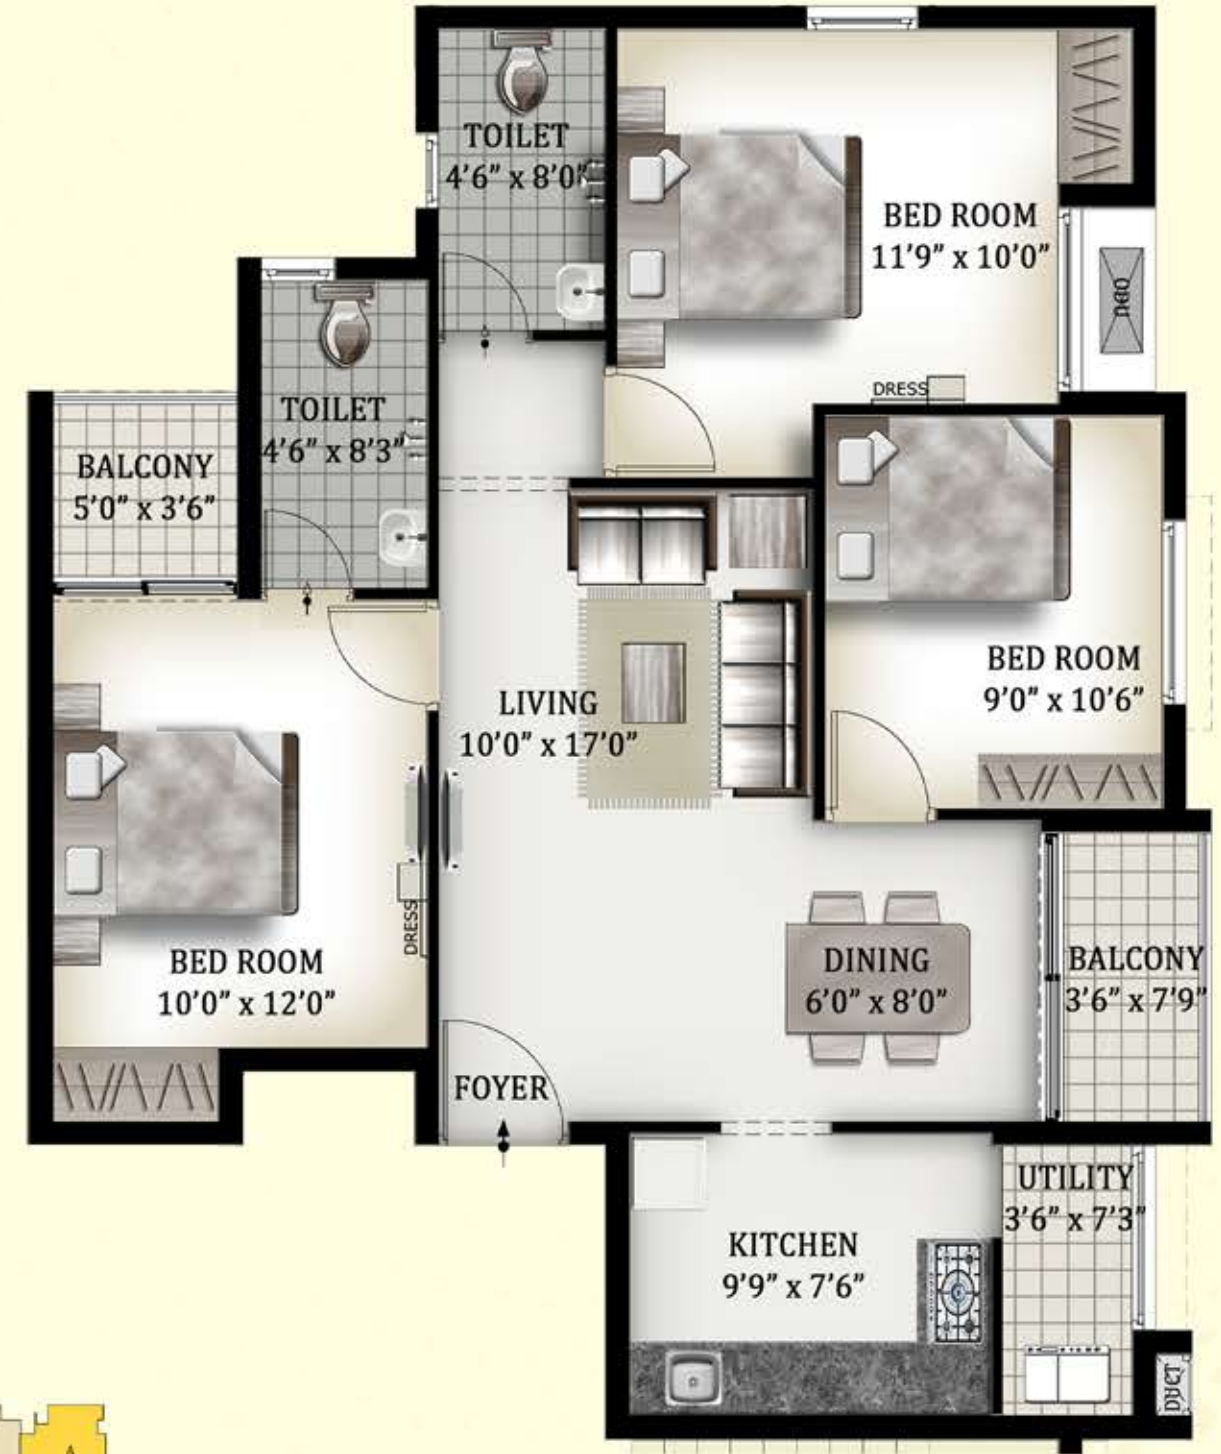 TOILET
4'6" x 8'0"
BED ROOM
11'9" x 10'0"
ODU
DRESS
TOILET
4'6" x 8'3"
BALCONY
5'0" x 3'6"
BED ROOM
9'0" x 10'6"
LIVING
10'0" x 17'0"
DRESS
BED ROOM
10'0" x 12'0"
DINING
6'0" x 8'0"
BALCONY
3'6" x 7'9"
FOYER
UTILITY
3'6" x 7'3"
KITCHEN
9'9" x 7'6"
DUCT